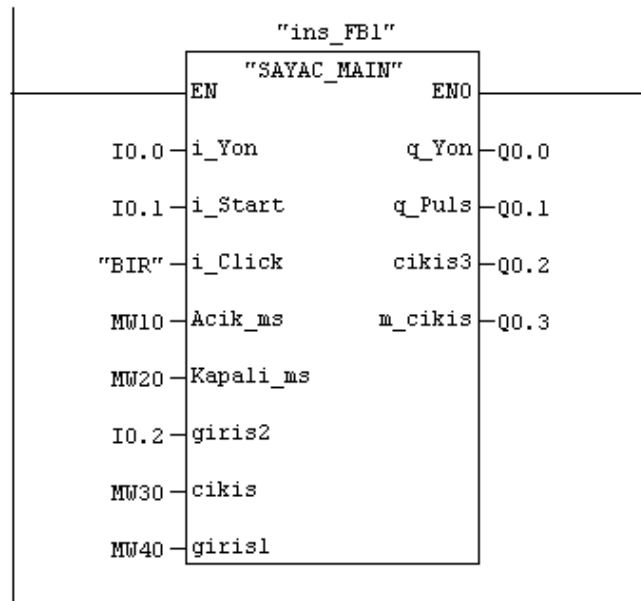 "ins_FB1"
"SAYAC_MAIN"
EN ENO
I0.0 i_Yon q_Yon Q0.0
I0.1 i_Start q_Puls Q0.1
"BIR" i_Click cikis3 Q0.2
MW10 Acik_ms m_cikis Q0.3
MW20 Kapali_ms
I0.2 giris2
MW30 cikis
MW40 giris1